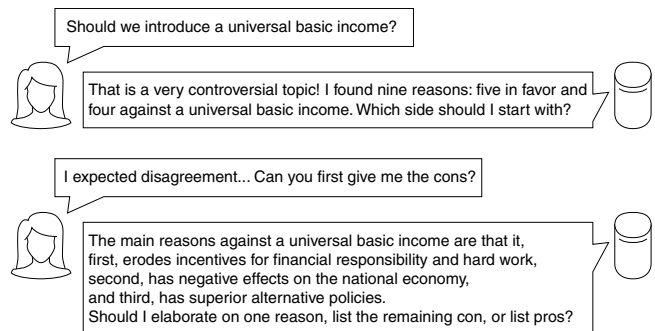 Should we introduce a universal basic income?
That is a very controversial topic! I found nine reasons: five in favor and
four against a universal basic income. Which side should I start with?
I expected disagreement... Can you first give me the cons?
The main reasons against a universal basic income are that it,
first, erodes incentives for financial responsibility and hard work,
second, has negative effects on the national economy,
and third, has superior alternative policies.
Should I elaborate on one reason, list the remaining con, or list pros?